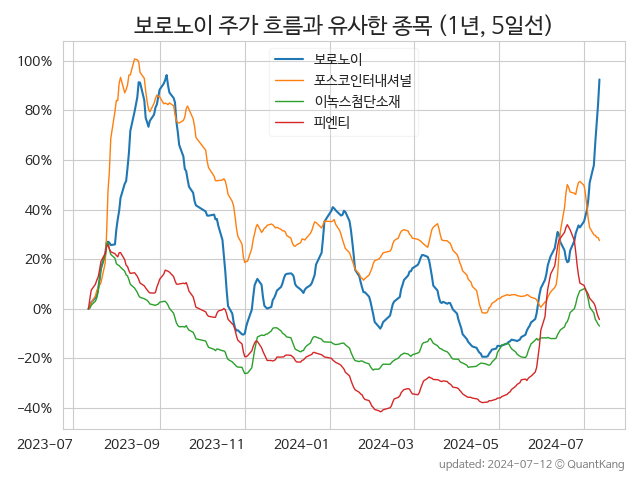 보로노이 주가 흐름과 유사한 종목 (1년, 5일선)
보로노이
포스코인터내셔널
이녹스첨단소재
피엔티
100%
80%
60%
40%
20%
0%
−20%
−40%
2023-07
2023-09
2023-11
2024-01
2024-03
2024-05
2024-07
updated: 2024-07-12 © QuantKang